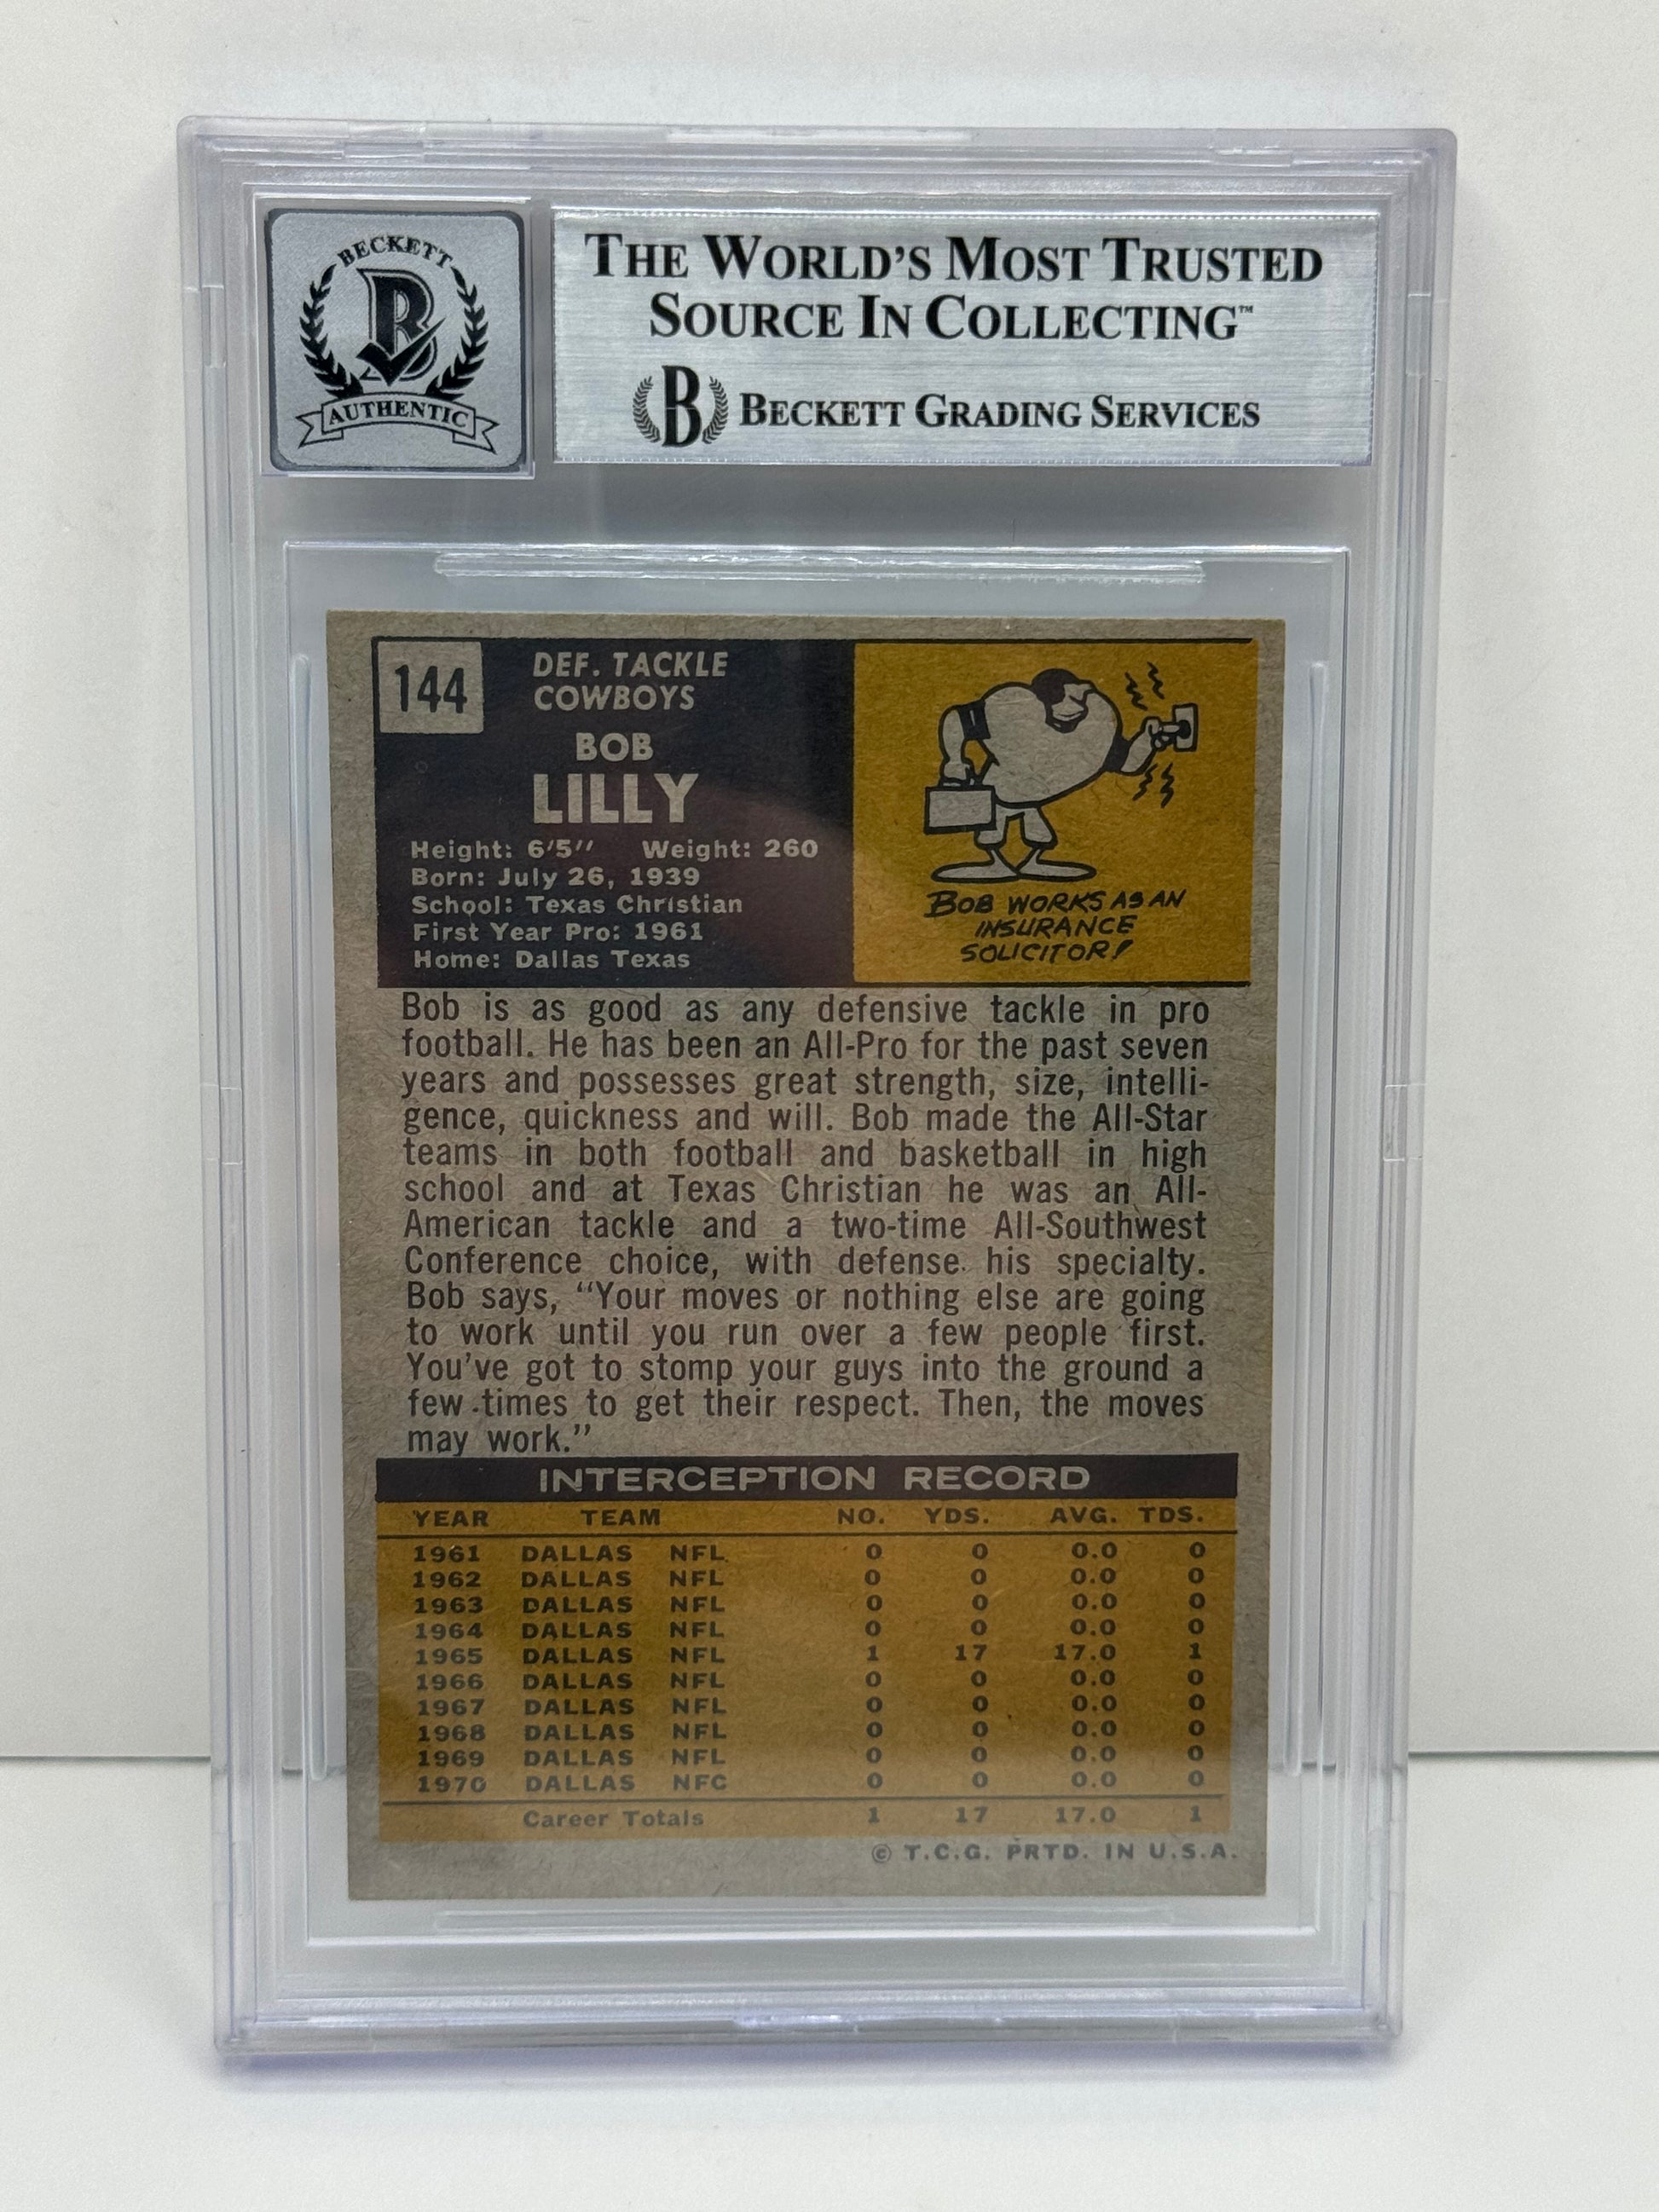 BECKETT
B
AUTHENTIC
THE WORLD'S MOST TRUSTED
SOURCE IN COLLECTING™
B BECKETT GRADING SERVICES
144
DEF. TACKLE
COWBOYS
BOB
LILLY
Height: 6'5'' Weight: 260
Born: July 26, 1939
School: Texas Christian
First Year Pro: 1961
Home: Dallas Texas
BOB WORKS AS AN
INSURANCE
SOLICITOR!
Bob is as good as any defensive tackle in pro
football. He has been an All-Pro for the past seven
years and possesses great strength, size, intelli-
gence, quickness and will. Bob made the All-Star
teams in both football and basketball in high
school and at Texas Christian he was an All-
American tackle and a two-time All-Southwest
Conference choice, with defense his specialty.
Bob says, "Your moves or nothing else are going
to work until you run over a few people first.
You've got to stomp your guys into the ground a
few times to get their respect. Then, the moves
may work."
INTERCEPTION RECORD
YEAR TEAM NO. YDS. AVG. TDS.
1961 DALLAS NFL 0 0 0.0 0
1962 DALLAS NFL 0 0 0.0 0
1963 DALLAS NFL 0 0 0.0 0
1964 DALLAS NFL 0 0 0.0 0
1965 DALLAS NFL 1 17 17.0 1
1966 DALLAS NFL 0 0 0.0 0
1967 DALLAS NFL 0 0 0.0 0
1968 DALLAS NFL 0 0 0.0 0
1969 DALLAS NFL 0 0 0.0 0
1970 DALLAS NFC 0 0 0.0 0
Career Totals 1 17 17.0 1
© T.C.G. PRTD. IN U.S.A.